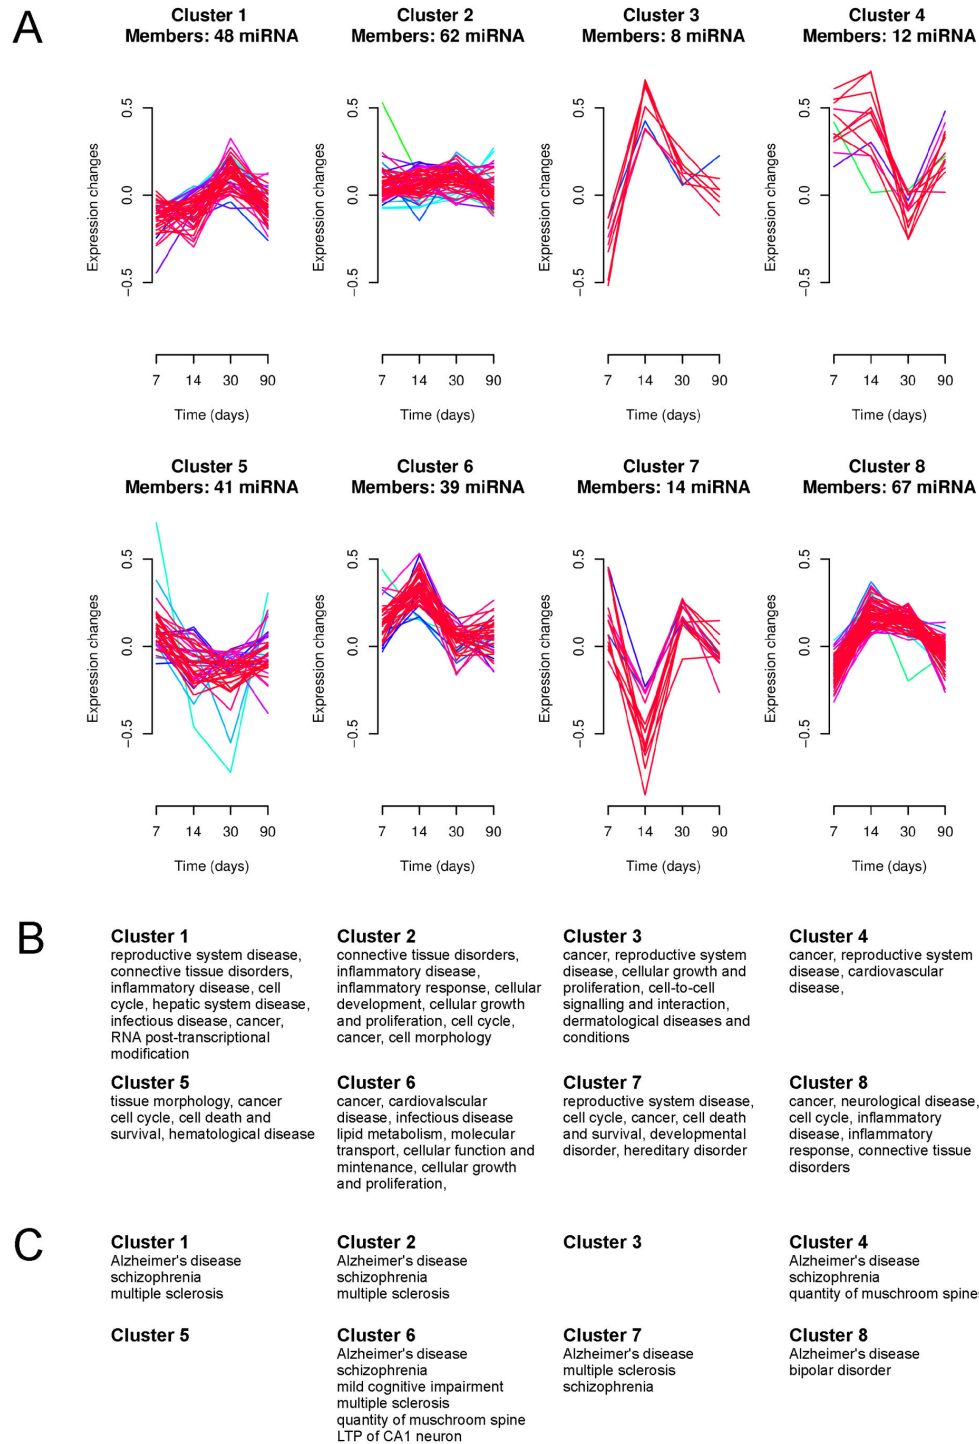 A
Cluster 1
Members: 48 miRNA
Cluster 2
Members: 62 miRNA
Cluster 3
Members: 8 miRNA
Cluster 4
Members: 12 miRNA
Expression changes
0.5
0.0
−0.5
7 14 30 90
Time (days)
Expression changes
0.5
0.0
−0.5
7 14 30 90
Time (days)
Expression changes
0.5
0.0
−0.5
7 14 30 90
Time (days)
Expression changes
0.5
0.0
−0.5
7 14 30 90
Time (days)
Cluster 5
Members: 41 miRNA
Cluster 6
Members: 39 miRNA
Cluster 7
Members: 14 miRNA
Cluster 8
Members: 67 miRNA
Expression changes
0.5
0.0
−0.5
7 14 30 90
Time (days)
Expression changes
0.5
0.0
−0.5
7 14 30 90
Time (days)
Expression changes
0.5
0.0
−0.5
7 14 30 90
Time (days)
Expression changes
0.5
0.0
−0.5
7 14 30 90
Time (days)
B
Cluster 1
reproductive system disease,
connective tissue disorders,
inflammatory disease, cell
cycle, hepatic system disease,
infectious disease, cancer,
RNA post-transcriptional
modification
Cluster 2
connective tissue disorders,
inflammatory disease,
inflammatory response, cellular
development, cellular growth
and proliferation, cell cycle,
cancer, cell morphology
Cluster 3
cancer, reproductive system
disease, cellular growth and
proliferation, cell-to-cell
signalling and interaction,
dermatological diseases and
conditions
Cluster 4
cancer, reproductive system
disease, cardiovascular
disease,
Cluster 5
tissue morphology, cancer
cell cycle, cell death and
survival, hematological disease
Cluster 6
cancer, cardiovalscular
disease, infectious disease
lipid metabolism, molecular
transport, cellular function and
mintenance, cellular growth
and proliferation,
Cluster 7
reproductive system disease,
cell cycle, cancer, cell death
and survival, developmental
disorder, hereditary disorder
Cluster 8
cancer, neurological disease,
cell cycle, inflammatory
disease, inflammatory
response, connective tissue
disorders
C
Cluster 1
Alzheimer's disease
schizophrenia
multiple sclerosis
Cluster 2
Alzheimer's disease
schizophrenia
multiple sclerosis
Cluster 3
Cluster 4
Alzheimer's disease
schizophrenia
quantity of muschroom spine
Cluster 5
Cluster 6
Alzheimer's disease
schizophrenia
mild cognitive impairment
multiple sclerosis
quantity of muschroom spine
LTP of CA1 neuron
Cluster 7
Alzheimer's disease
multiple sclerosis
schizophrenia
Cluster 8
Alzheimer's disease
bipolar disorder